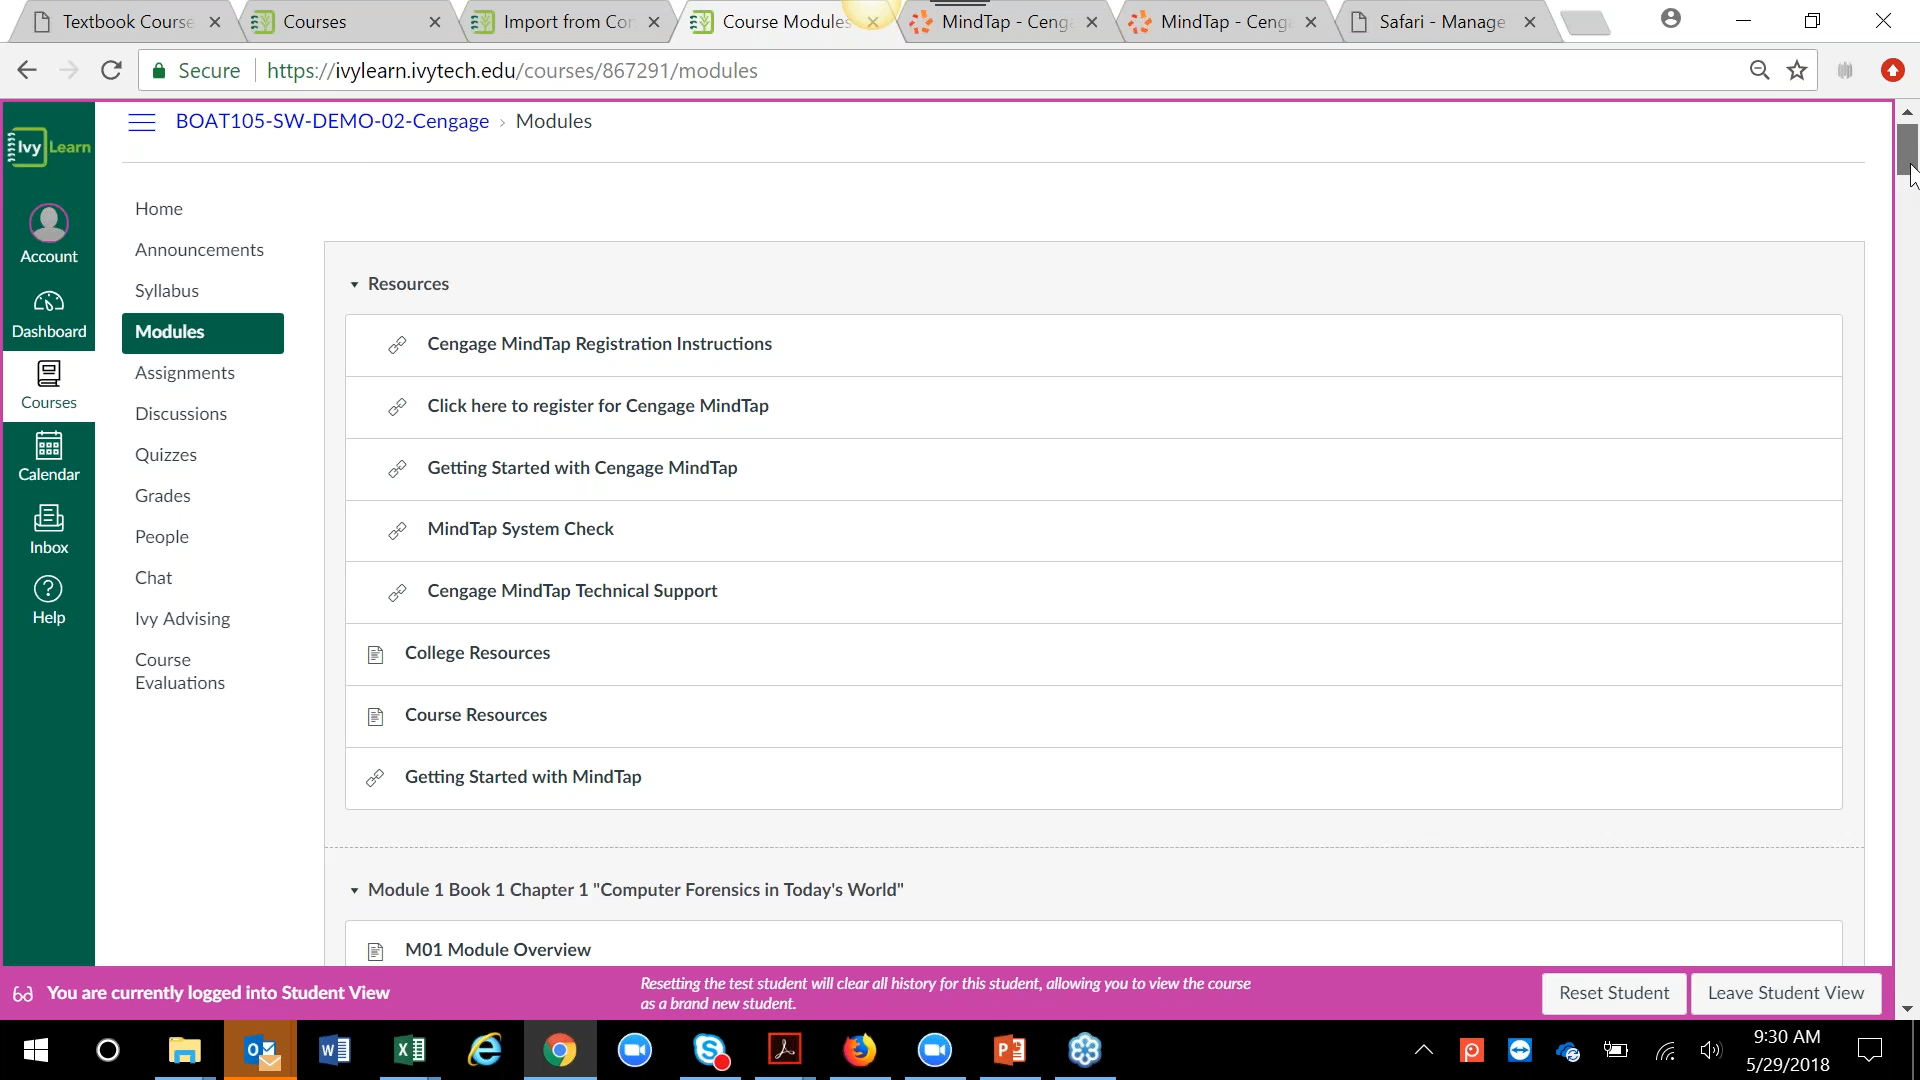 Textbook Course
Courses
Import from Con
Course Modules
MindTap - Cenga
MindTap - Cenga
Safari - Manage
Secure
https://ivylearn.ivytech.edu/courses/867291/modules
Ivy Learn
BOAT105-SW-DEMO-02-Cengage › Modules
Account
Dashboard
Courses
Calendar
Inbox
Help
Home
Announcements
Syllabus
Modules
Assignments
Discussions
Quizzes
Grades
People
Chat
Ivy Advising
Course
Evaluations
Resources
Cengage MindTap Registration Instructions
Click here to register for Cengage MindTap
Getting Started with Cengage MindTap
MindTap System Check
Cengage MindTap Technical Support
College Resources
Course Resources
Getting Started with MindTap
Module 1 Book 1 Chapter 1 "Computer Forensics in Today's World"
M01 Module Overview
You are currently logged into Student View
Resetting the test student will clear all history for this student, allowing you to view the course
as a brand new student.
Reset Student
Leave Student View
9:30 AM
5/29/2018